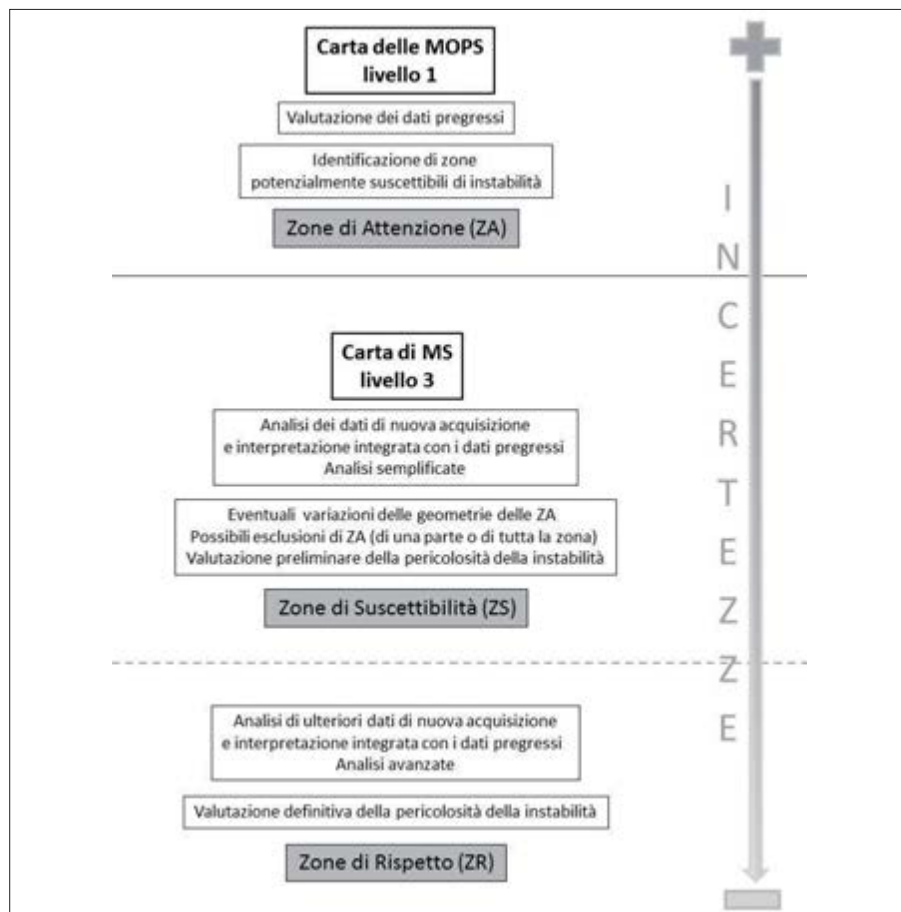 Carta delle MOPS
livello 1
Valutazione dei dati pregressi
Identificazione di zone
potenzialmente suscettibili di instabilità
Zone di Attenzione (ZA)
Carta di MS
livello 3
Analisi dei dati di nuova acquisizione
e interpretazione integrata con i dati pregressi
Analisi semplificate
Eventuali variazioni delle geometrie delle ZA
Possibili esclusioni di ZA (di una parte o di tutta la zona)
Valutazione preliminare della pericolosità della instabilità
Zone di Suscettibilità (ZS)
Analisi di ulteriori dati di nuova acquisizione
e interpretazione integrata con i dati pregressi
Analisi avanzate
Valutazione definitiva della pericolosità della instabilità
Zone di Rispetto (ZR)
INCERTEZZE